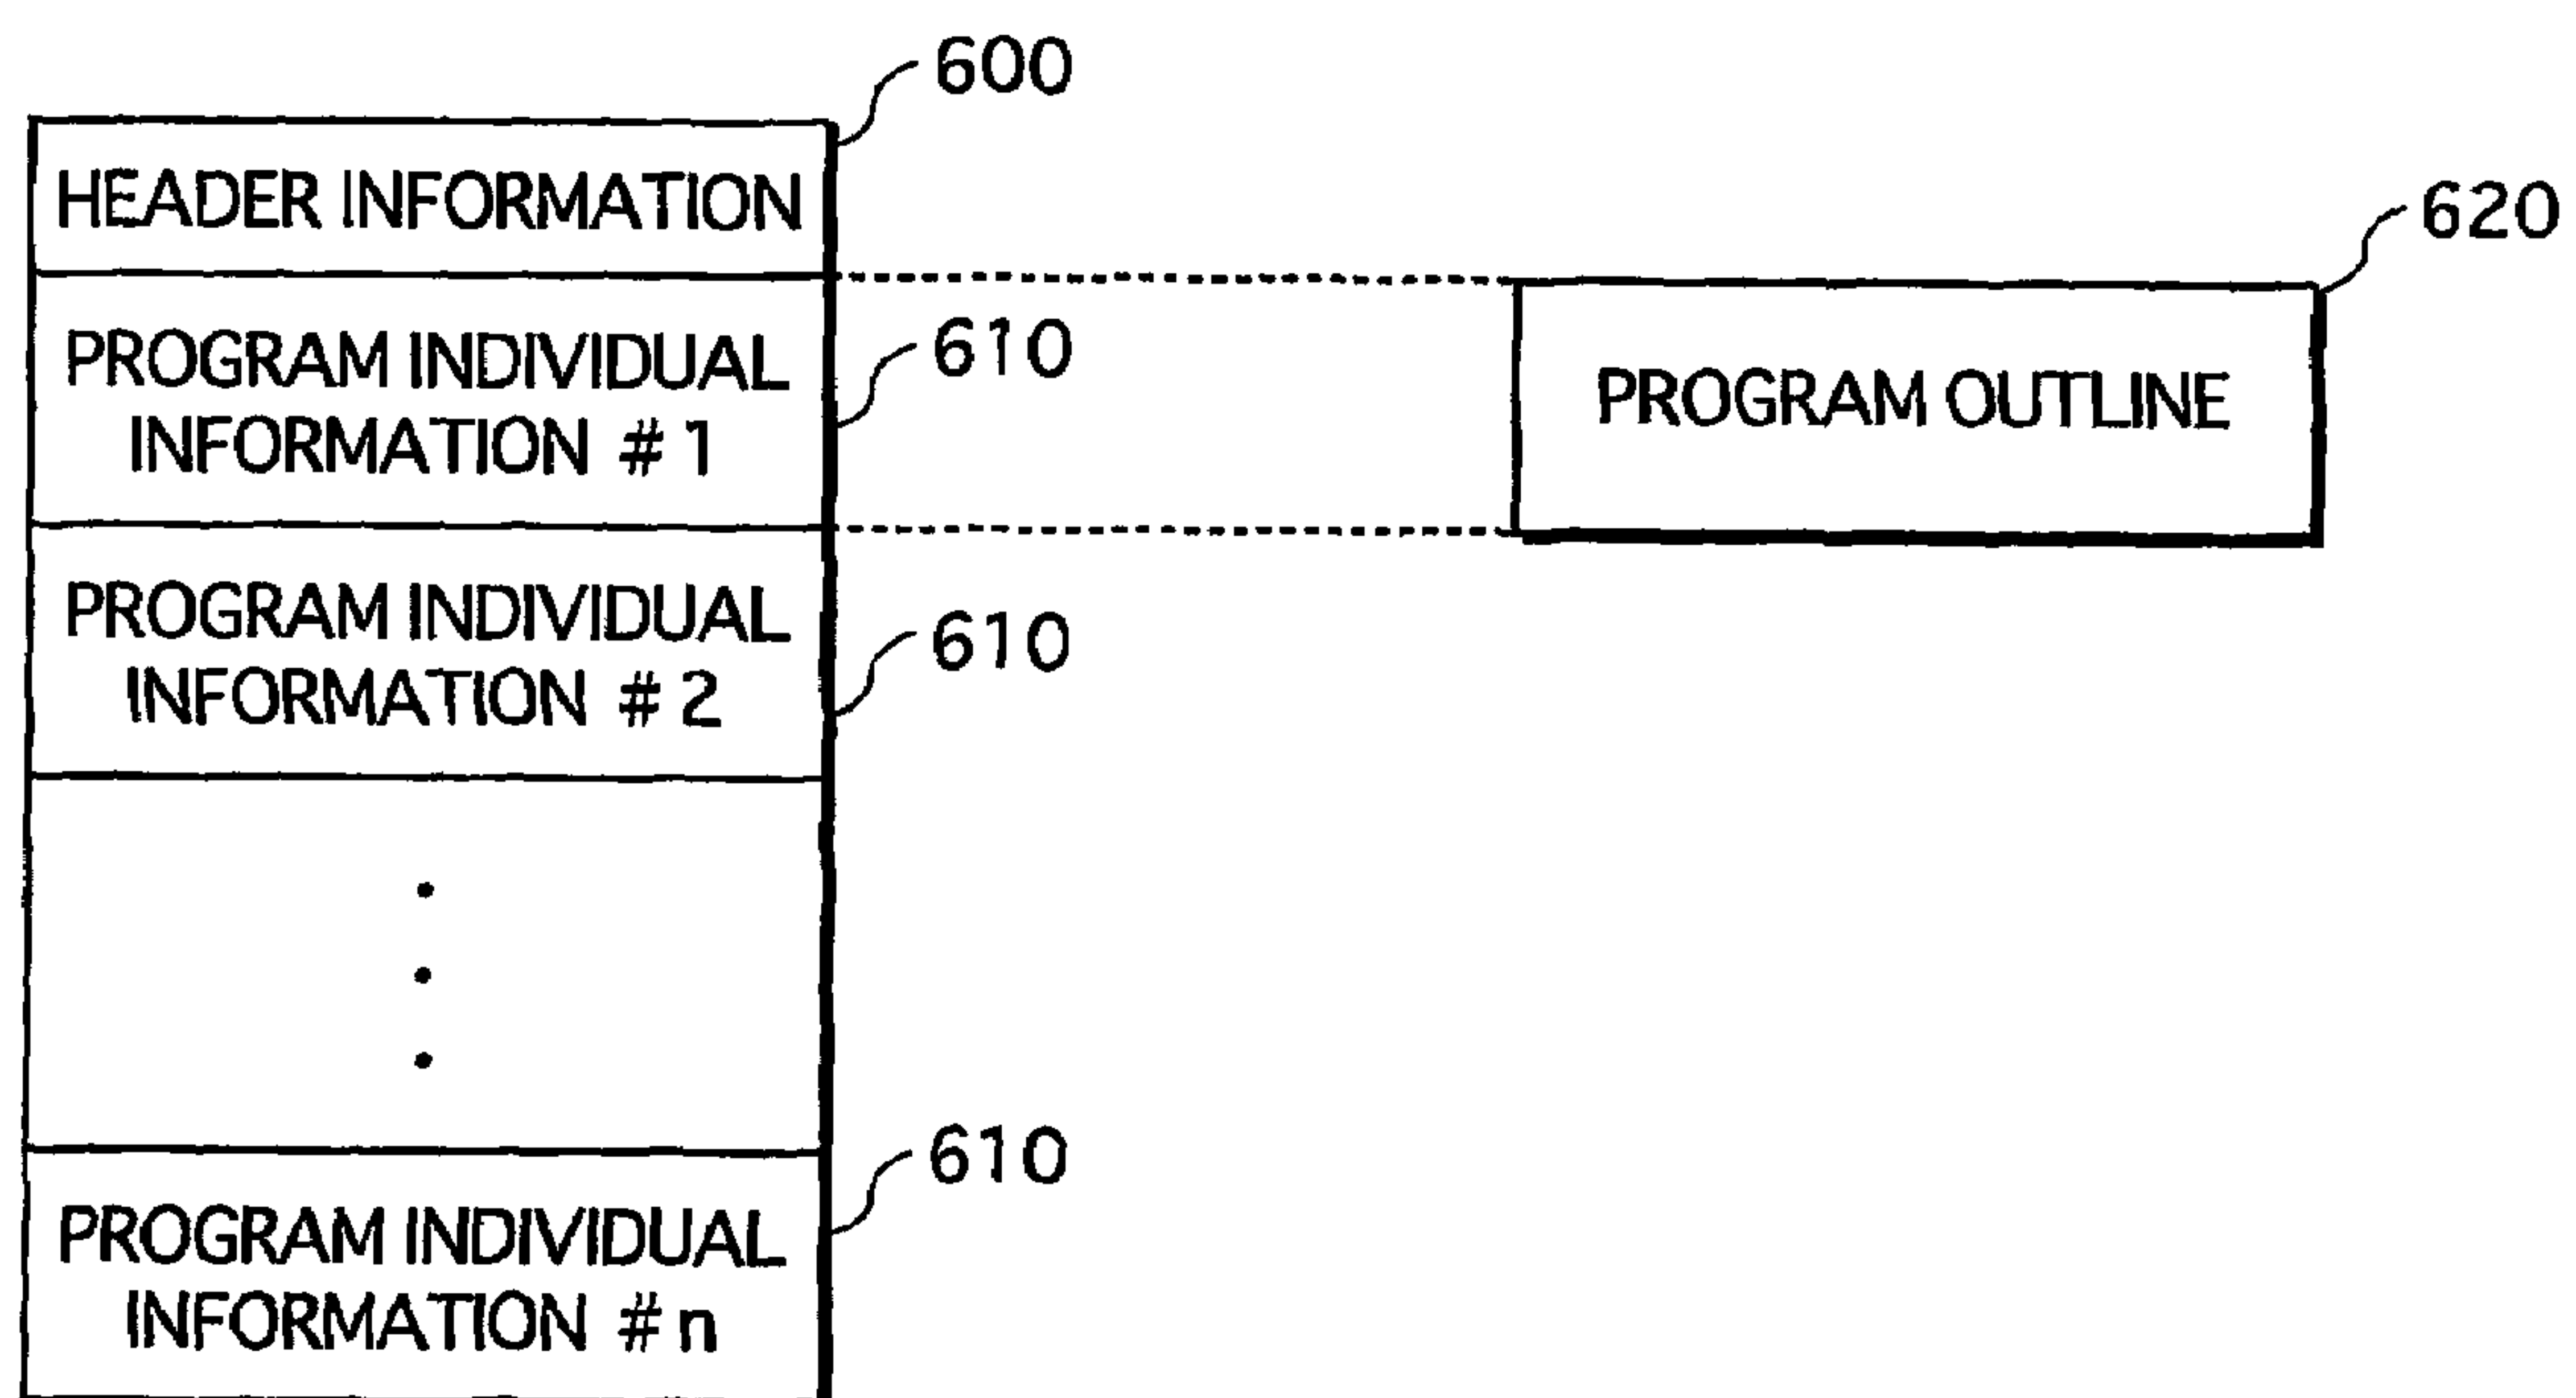 600
HEADER INFORMATION
620
PROGRAM INDIVIDUAL
INFORMATION # 1
610
PROGRAM OUTLINE
PROGRAM INDIVIDUAL
INFORMATION # 2
610
610
PROGRAM INDIVIDUAL
INFORMATION # n